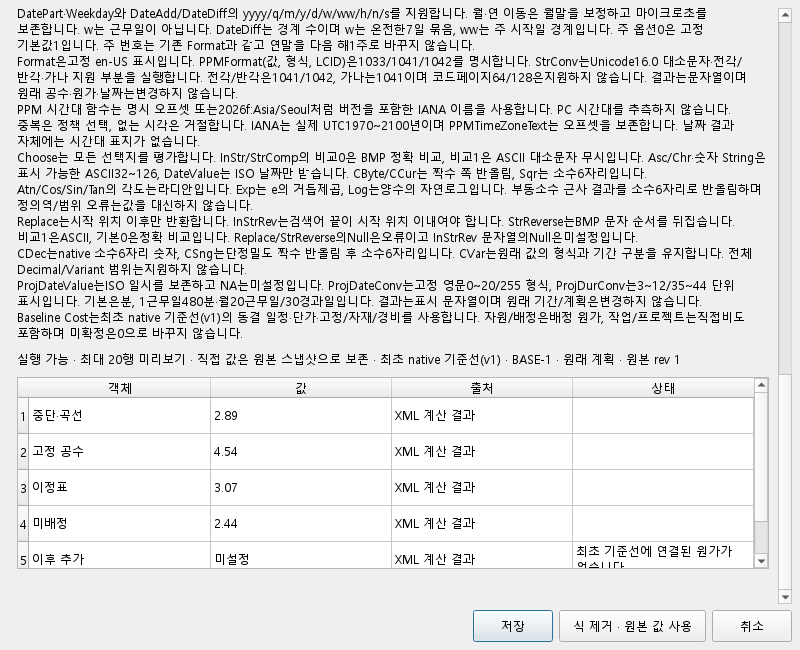 DatePart·Weekday와 DateAdd/DateDiff의 yyyy/q/m/y/d/w/ww/h/n/s를 지원합니다. 월·연 이동은 월말을 보정하고 마이크로초를
보존합니다. w는 근무일이 아닙니다. DateDiff는 경계 수이며 w는 온전한7일 묶음, ww는 주 시작일 경계입니다. 주 옵션0은 고정
기본값1입니다. 주 번호는 기존 Format과 같고 연말을 다음 해1주로 바꾸지 않습니다.
Format은고정 en-US 표시입니다. PPMFormat(값, 형식, LCID)은1033/1041/1042를 명시합니다. StrConv는Unicode16.0 대소문자·전각/
반각·가나 지원 부분을 실행합니다. 전각/반각은1041/1042, 가나는1041이며 코드페이지64/128은지원하지 않습니다. 결과는문자열이며
원래 공수·원가·날짜는변경하지 않습니다.
PPM 시간대 함수는 명시 오프셋 또는2026f:Asia/Seoul처럼 버전을 포함한 IANA 이름을 사용합니다. PC 시간대를 추측하지 않습니다.
중복은 정책 선택, 없는 시각은 거절합니다. IANA는 실제 UTC1970~2100년이며 PPMTimeZoneText는 오프셋을 보존합니다. 날짜 결과
자체에는 시간대 표지가 없습니다.
Choose는 모든 선택지를 평가합니다. InStr/StrComp의 비교0은 BMP 정확 비교, 비교1은 ASCII 대소문자 무시입니다. Asc/Chr·숫자 String은
표시 가능한 ASCII32~126, DateValue는 ISO 날짜만 받습니다. CByte/CCur는 짝수 쪽 반올림, Sqr는 소수6자리입니다.
Atn/Cos/Sin/Tan의 각도는라디안입니다. Exp는 e의 거듭제곱, Log는양수의 자연로그입니다. 부동소수 근사 결과를 소수6자리로 반올림하며
정의역/범위 오류는값을 대신하지 않습니다.
Replace는시작 위치 이후만 반환합니다. InStrRev는검색어 끝이 시작 위치 이내여야 합니다. StrReverse는BMP 문자 순서를 뒤집습니다.
비교1은ASCII, 기본0은정확 비교입니다. Replace/StrReverse의Null은오류이고 InStrRev 문자열의Null은미설정입니다.
CDec는native 소수6자리 숫자, CSng는단정밀도 짝수 반올림 후 소수6자리입니다. CVar는원래 값의 형식과 기간 구분을 유지합니다. 전체
Decimal/Variant 범위는지원하지 않습니다.
ProjDateValue는ISO 일시를 보존하고 NA는미설정입니다. ProjDateConv는고정 영문0~20/255 형식, ProjDurConv는3~12/35~44 단위
표시입니다. 기본은분, 1근무일480분·월20근무일/30경과일입니다. 결과는표시 문자열이며 원래 기간/계획은변경하지 않습니다.
Baseline Cost는최초 native 기준선(v1)의 동결 일정·단가·고정/자재/경비를 사용합니다. 자원/배정은배정 원가, 작업/프로젝트는직접비도
포함하며 미확정은0으로 바꾸지 않습니다.
실행 가능 · 최대 20행 미리보기 · 직접 값은 원본 스냅샷으로 보존 · 최초 native 기준선(v1) · BASE-1 · 원래 계획 · 원본 rev 1
객체 값 출처 상태
1 중단·곡선 2.89 XML 계산 결과
2 고정 공수 4.54 XML 계산 결과
3 이정표 3.07 XML 계산 결과
4 미배정 2.44 XML 계산 결과
5 이후 추가 미설정 XML 계산 결과 최초 기준선에 연결된 원가가
없습니다
저장 식 제거 · 원본 값 사용 취소